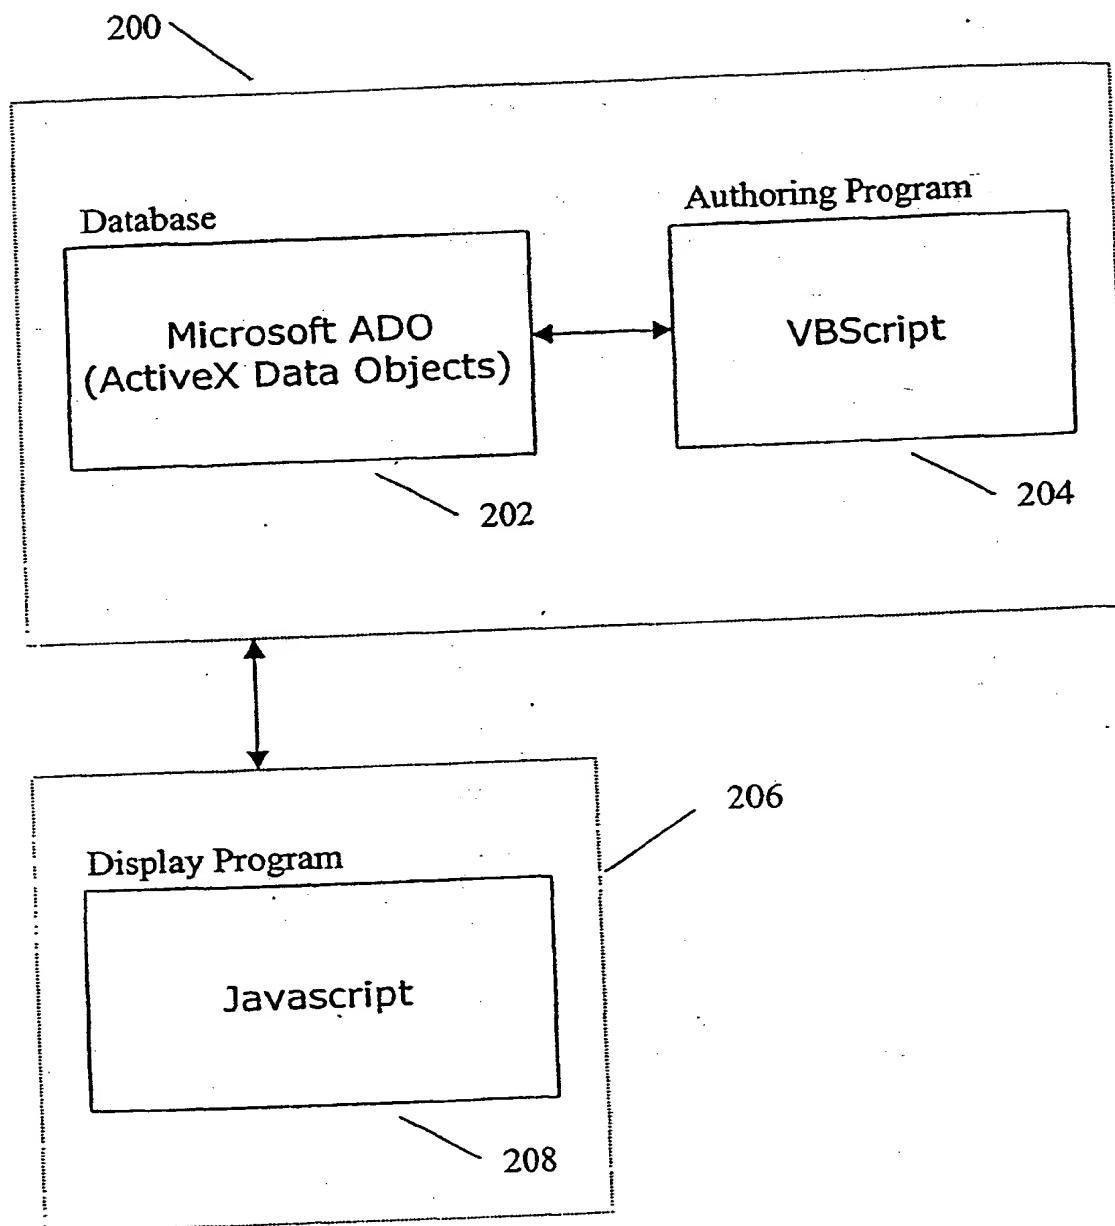 200
Database
Authoring Program
Microsoft ADO
(ActiveX Data Objects)
VBScript
202
204
206
Display Program
Javascript
208